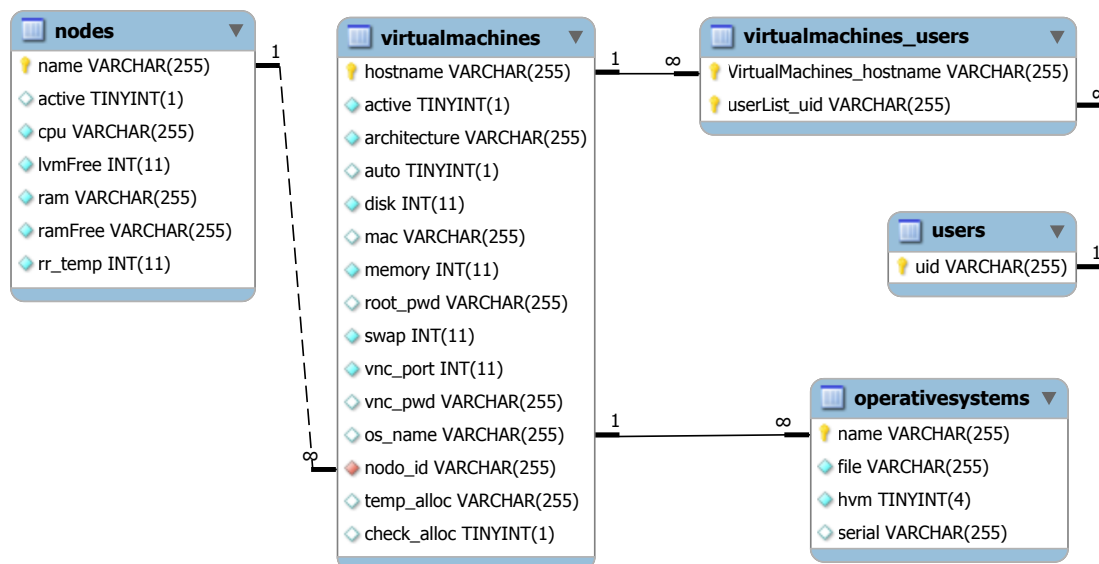 nodes
name VARCHAR(255)
active TINYINT(1)
cpu VARCHAR(255)
lvmFree INT(11)
ram VARCHAR(255)
ramFree VARCHAR(255)
rr_temp INT(11)
1
∞
virtualmachines
hostname VARCHAR(255)
active TINYINT(1)
architecture VARCHAR(255)
auto TINYINT(1)
disk INT(11)
mac VARCHAR(255)
memory INT(11)
root_pwd VARCHAR(255)
swap INT(11)
vnc_port INT(11)
vnc_pwd VARCHAR(255)
os_name VARCHAR(255)
nodo_id VARCHAR(255)
temp_alloc VARCHAR(255)
check_alloc TINYINT(1)
1
∞
1
∞
virtualmachines_users
VirtualMachines_hostname VARCHAR(255)
userList_uid VARCHAR(255)
∞
users
uid VARCHAR(255)
1
operativesystems
name VARCHAR(255)
file VARCHAR(255)
hvm TINYINT(4)
serial VARCHAR(255)